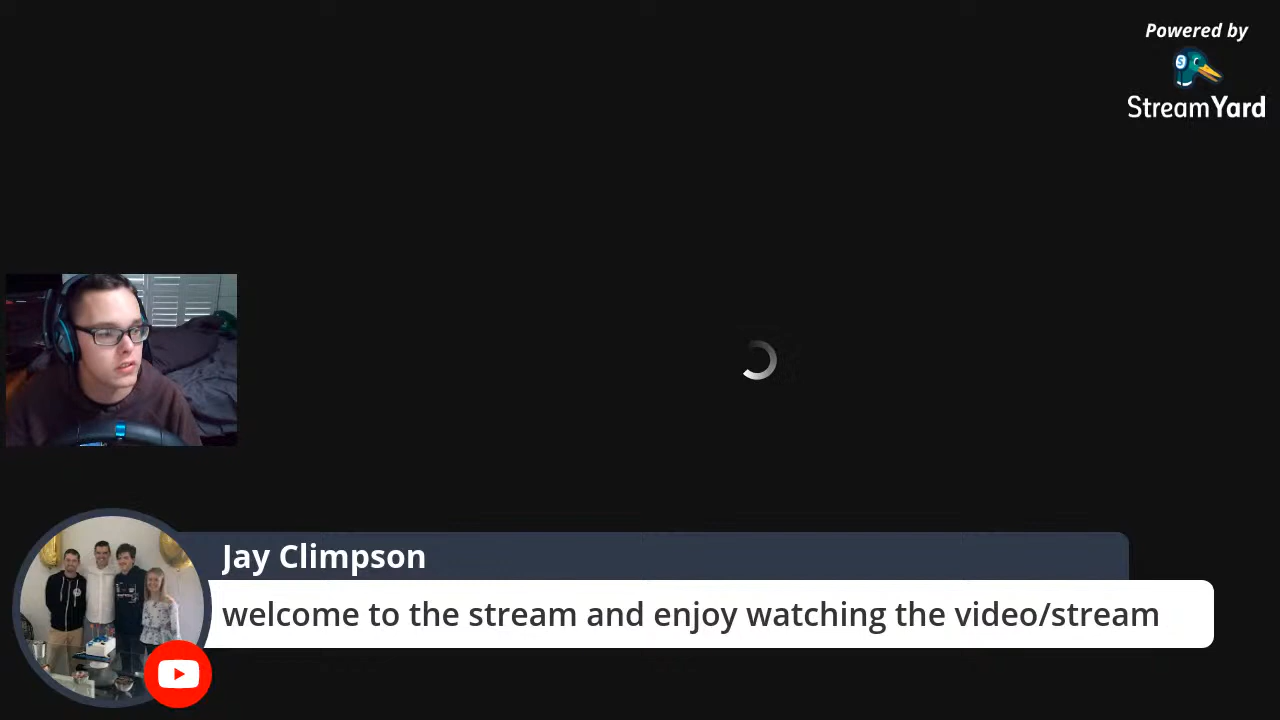 Powered by
StreamYard
Jay Climpson
welcome to the stream and enjoy watching the video/stream